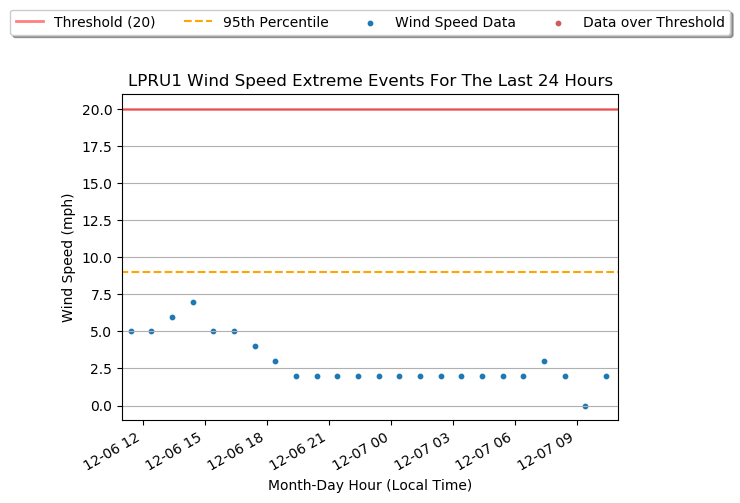 Threshold (20) 95th Percentile Wind Speed Data Data over Threshold
LPRU1 Wind Speed Extreme Events For The Last 24 Hours
20.0
17.5
15.0
12.5
10.0
7.5
5.0
2.5
0.0
Wind Speed (mph)
12-06 12 12-06 15 12-06 18 12-06 21 12-07 00 12-07 03 12-07 06 12-07 09
Month-Day Hour (Local Time)